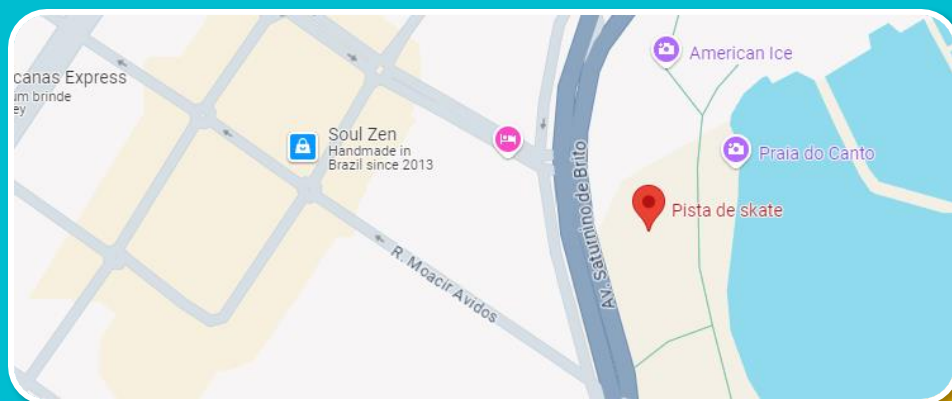 American Ice
canas Express
um brinde
ey
Soul Zen
Handmade in
Brazil since 2013
Praia do Canto
AV. Saturnino de Brito
Pista de skate
R. Moacir Avidos